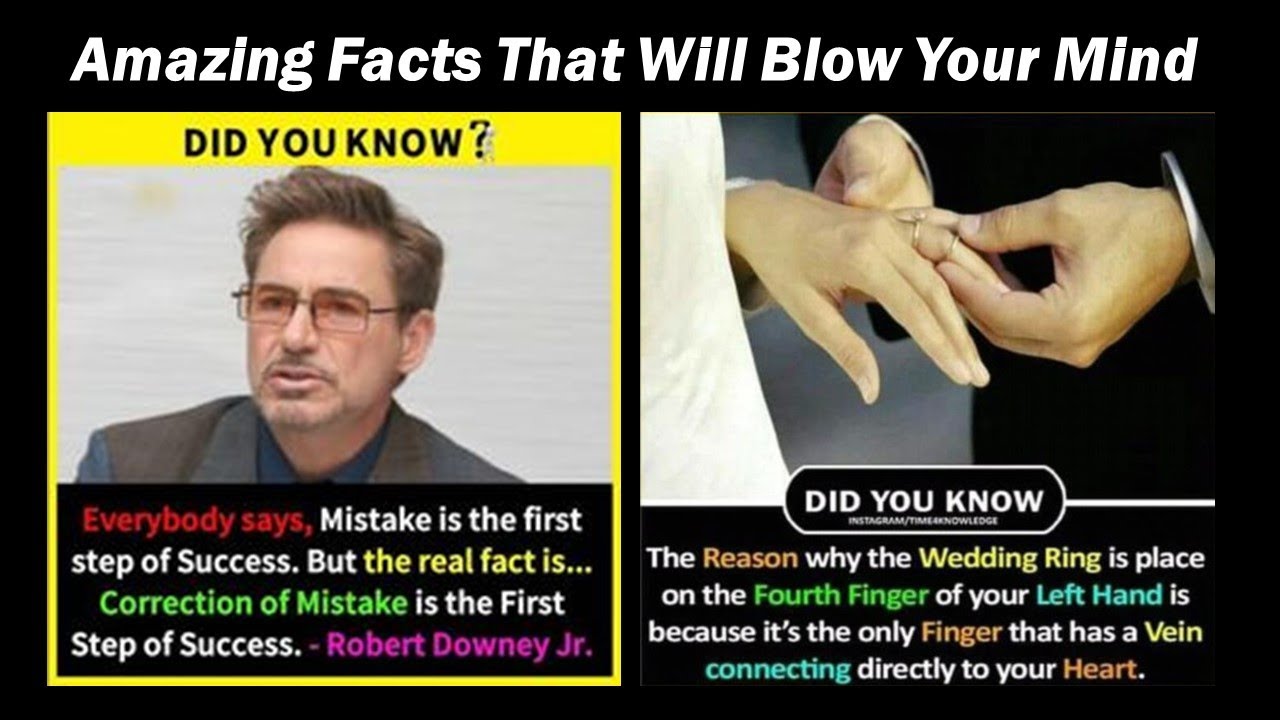 Amazing Facts That Will Blow Your Mind
DID YOU KNOW?
Everybody says, Mistake is the first
step of Success. But the real fact is...
Correction of Mistake is the First
Step of Success. - Robert Downey Jr.
DID YOU KNOW
INSTAGRAM/TIME4KNOWLEDGE
The Reason why the Wedding Ring is place
on the Fourth Finger of your Left Hand is
because it's the only Finger that has a Vein
connecting directly to your Heart.